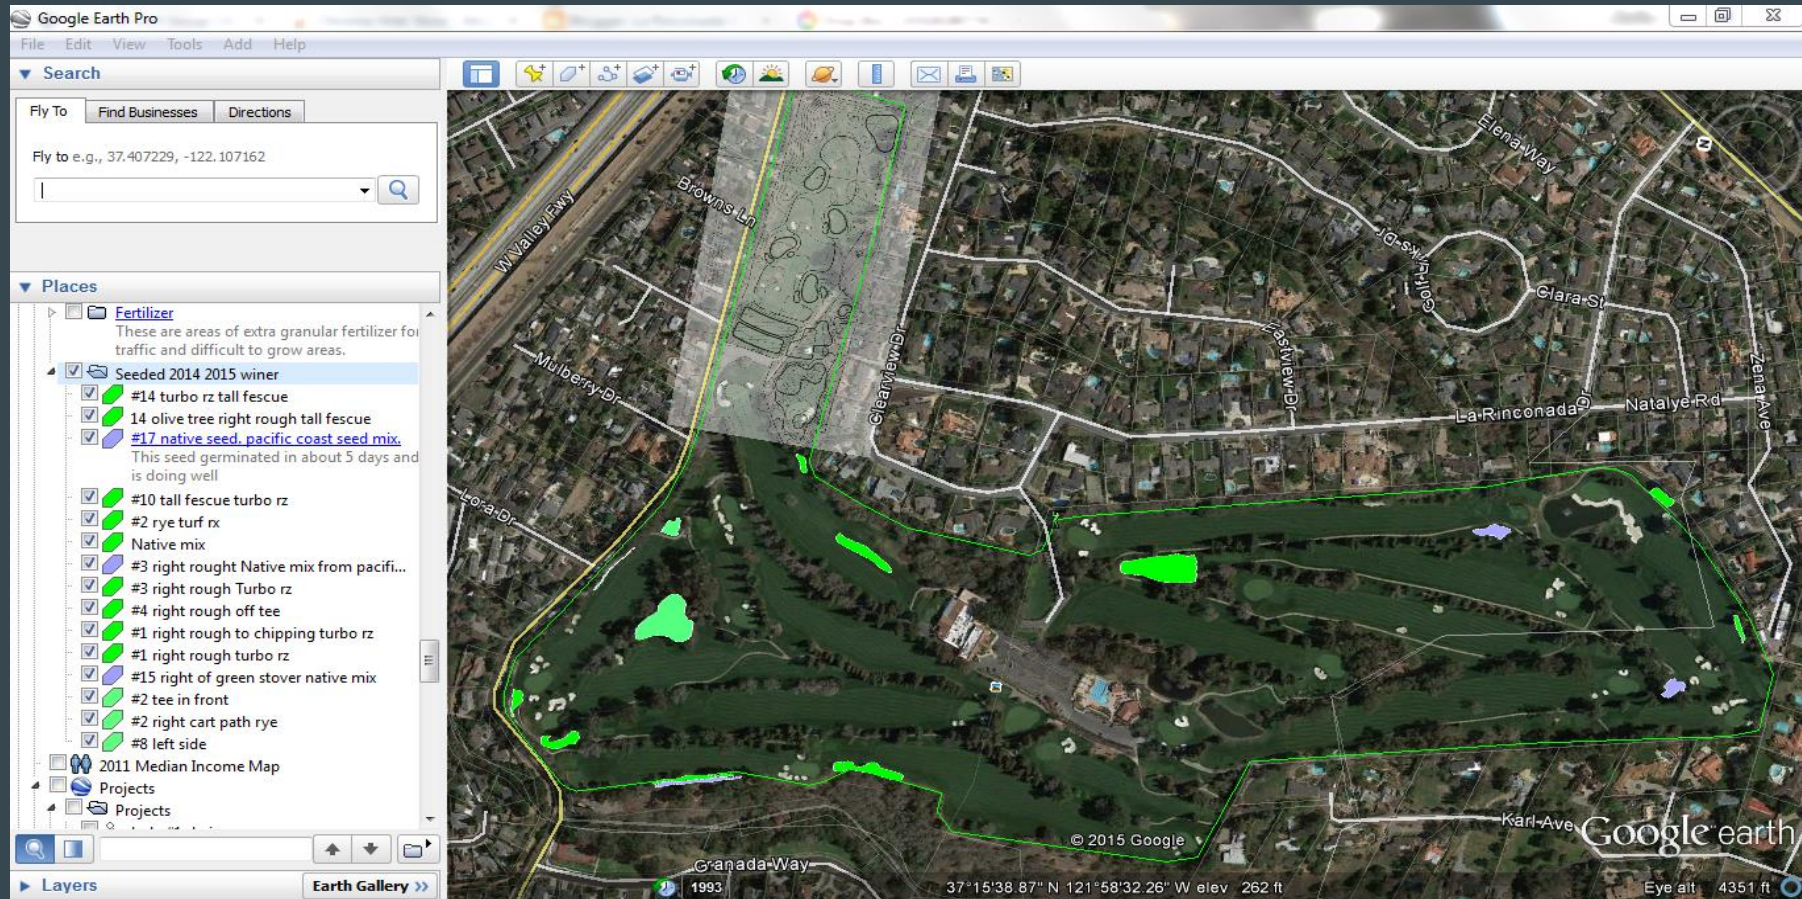 Google Earth Pro
File Edit View Tools Add Help
Search
Fly To Find Businesses Directions
Fly to e.g., 37.407229, -122.107162
Places
Fertilizer
These are areas of extra granular fertilizer for
traffic and difficult to grow areas.
Seeded 2014 2015 winer
#14 turbo rz tall fescue
14 olive tree right rough tall fescue
#17 native seed. pacific coast seed mix.
This seed germinated in about 5 days and
is doing well
#10 tall fescue turbo rz
#2 rye turf rx
Native mix
#3 right rought Native mix from pacifi...
#3 right rough Turbo rz
#4 right rough off tee
#1 right rough to chipping turbo rz
#1 right rough turbo rz
#15 right of green stover native mix
#2 tee in front
#2 right cart path rye
#8 left side
2011 Median Income Map
Projects
Projects
Layers
Earth Gallery >>
W Valley Fwy
Browns Ln
Mulberry Dr
Lora Dr
Clearview Dr
Eastview Dr
Golf Links Dr
Elena Way
N
Clara St
La Rinconada Dr
Natalye Rd
Zena Ave
Karl Ave
Granada Way
© 2015 Google
Google earth
1993
37°15'38.87" N 121°58'32.26" W elev 262 ft
Eye alt 4351 ft